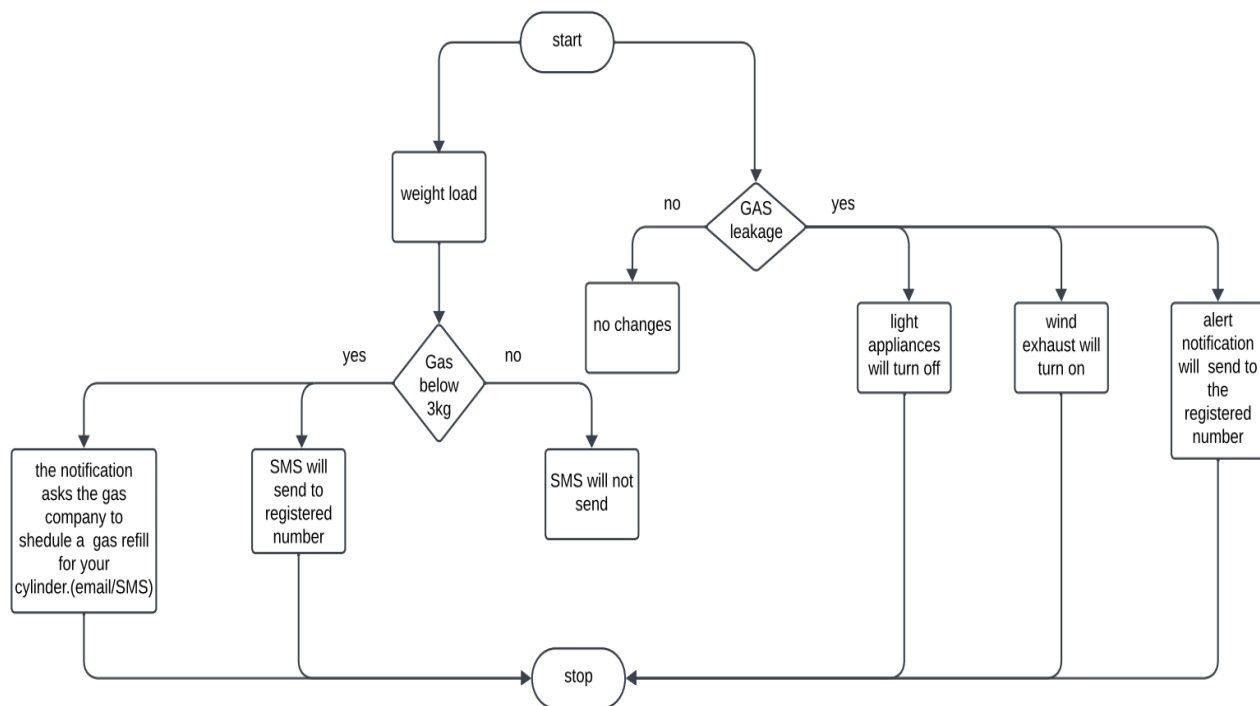 start
weight load
no
GAS
leakage
yes
no changes
light
appliances
will turn off
wind
exhaust will
turn on
alert
notification
will send to
the
registered
number
yes
Gas
below
3kg
no
the notification
asks the gas
company to
shedule a gas refill
for your
cylinder.(email/SMS)
SMS will
send to
registered
number
SMS will not
send
stop